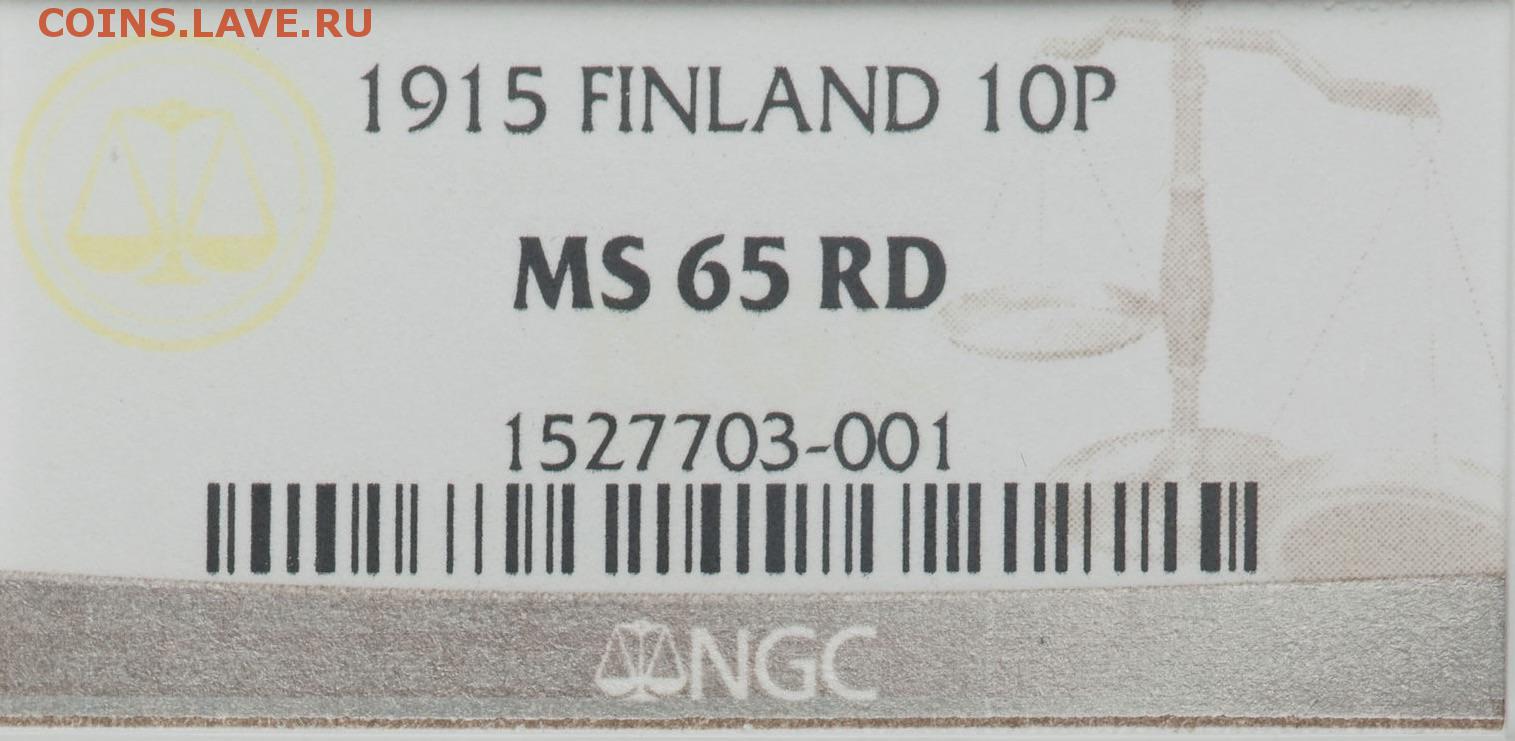 COINS.LAVE.RU
1915 FINLAND 10P
MS 65 RD
1527703-001
NGC